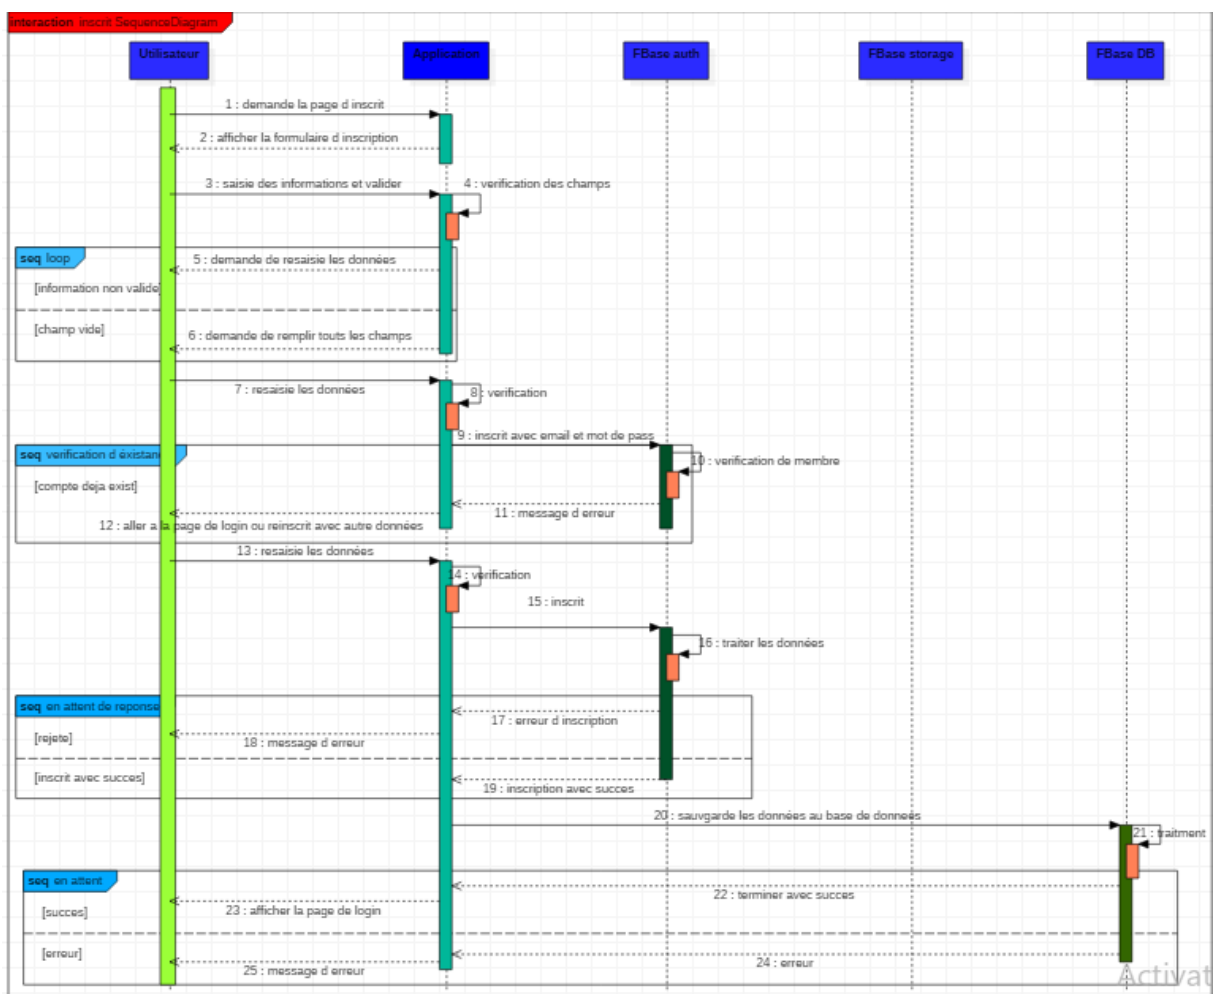 interaction inscrit SequenceDiagram
Utilisateur
Application
FBase auth
FBase storage
FBase DB
1 : demande la page d inscrit
2 : afficher la formulaire d inscription
3 : saisie des informations et valider
4 : verification des champs
seq loop
5 : demande de resaisie les données
[information non valide]
[champ vide]
6 : demande de remplir touts les champs
7 : resaisie les données
8 : verification
9 : inscrit avec email et mot de pass
seq verification d éxistan
10 : verification de membre
[compte deja exist]
11 : message d erreur
12 : aller a la page de login ou reinscrit avec autre données
13 : resaisie les données
14 : verification
15 : inscrit
16 : traiter les données
seq en attent de reponse
17 : erreur d inscription
[rejete]
18 : message d erreur
[inscrit avec succes]
19 : inscription avec succes
20 : sauvgarde les données au base de donneés
21 : traitment
seq en attent
22 : terminer avec succes
[succes]
23 : afficher la page de login
[erreur]
24 : erreur
25 : message d erreur
Activat